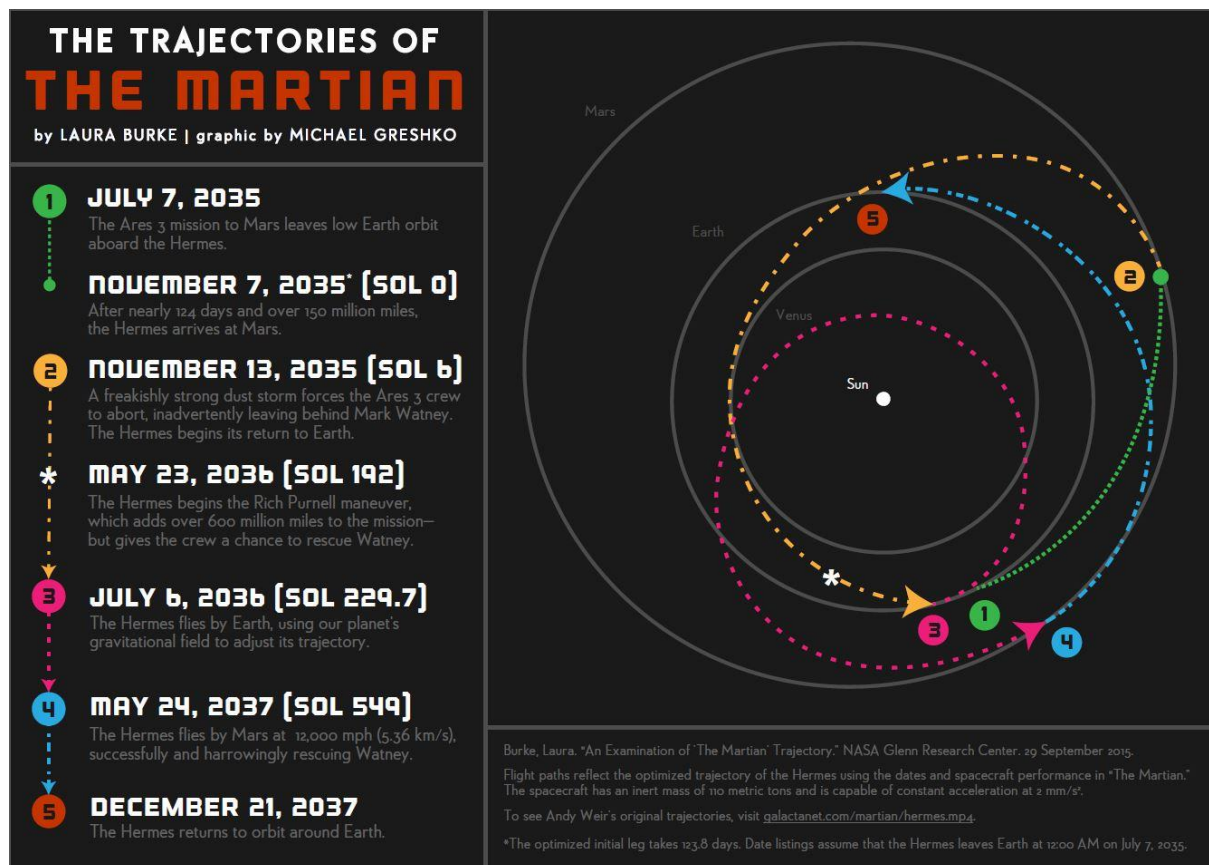 THE TRAJECTORIES OF
THE MARTIAN
by LAURA BURKE | graphic by MICHAEL GRESHKO
1
JULY 7, 2035
The Ares 3 mission to Mars leaves low Earth orbit
aboard the Hermes.
NOVEMBER 7, 2035* (SOL 0)
After nearly 124 days and over 150 million miles,
the Hermes arrives at Mars.
2
NOVEMBER 13, 2035 (SOL 6)
A freakishly strong dust storm forces the Ares 3 crew
to abort, inadvertently leaving behind Mark Watney.
The Hermes begins its return to Earth.
*
MAY 23, 2036 (SOL 192)
The Hermes begins the Rich Purnell maneuver,
which adds over 600 million miles to the mission—
but gives the crew a chance to rescue Watney.
3
JULY 6, 2036 (SOL 229.7)
The Hermes flies by Earth, using our planet's
gravitational field to adjust its trajectory.
4
MAY 24, 2037 (SOL 549)
The Hermes flies by Mars at 12,000 mph (5.36 km/s),
successfully and harrowingly rescuing Watney.
5
DECEMBER 21, 2037
The Hermes returns to orbit around Earth.
Mars
Earth
Venus
Sun
5
2
*
3
1
4
Burke, Laura. "An Examination of 'The Martian' Trajectory." NASA Glenn Research Center. 29 September 2015.
Flight paths reflect the optimized trajectory of the Hermes using the dates and spacecraft performance in "The Martian."
The spacecraft has an inert mass of 110 metric tons and is capable of constant acceleration at 2 mm/s².
To see Andy Weir's original trajectories, visit galactanet.com/martian/hermes.mp4.
*The optimized initial leg takes 123.8 days. Date listings assume that the Hermes leaves Earth at 12:00 AM on July 7, 2035.